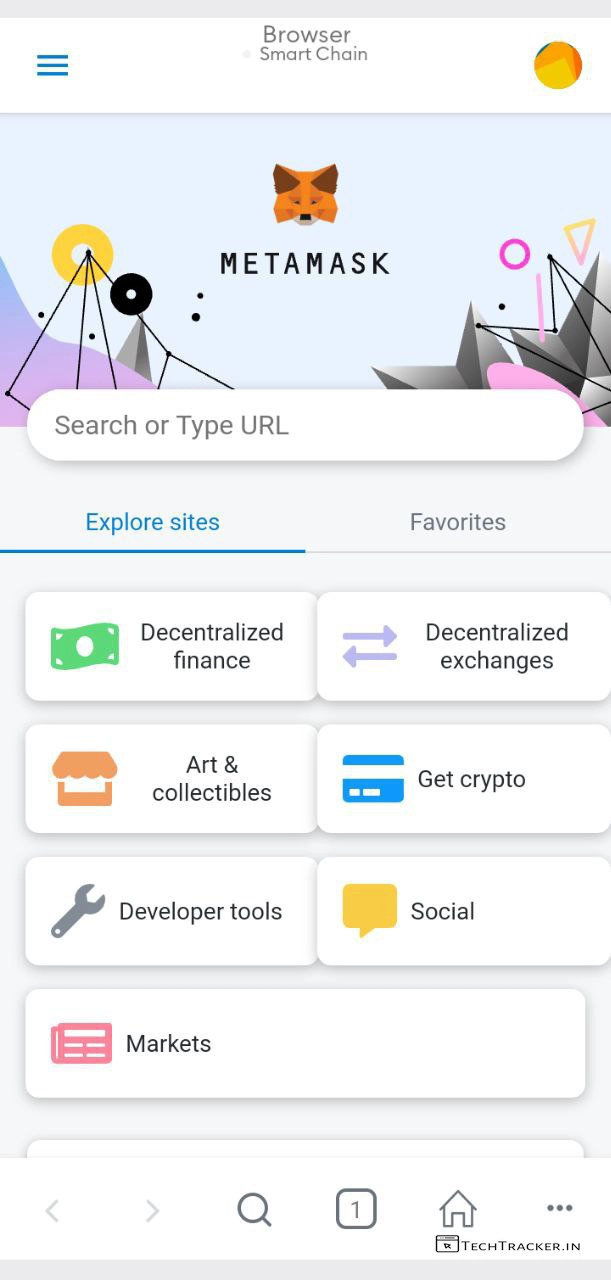 Browser
Smart Chain
METAMASK
Search or Type URL
Explore sites
Favorites
Decentralized
finance
Decentralized
exchanges
Art &
collectibles
Get crypto
Developer tools
Social
Markets
1
TECHTRACKER.IN